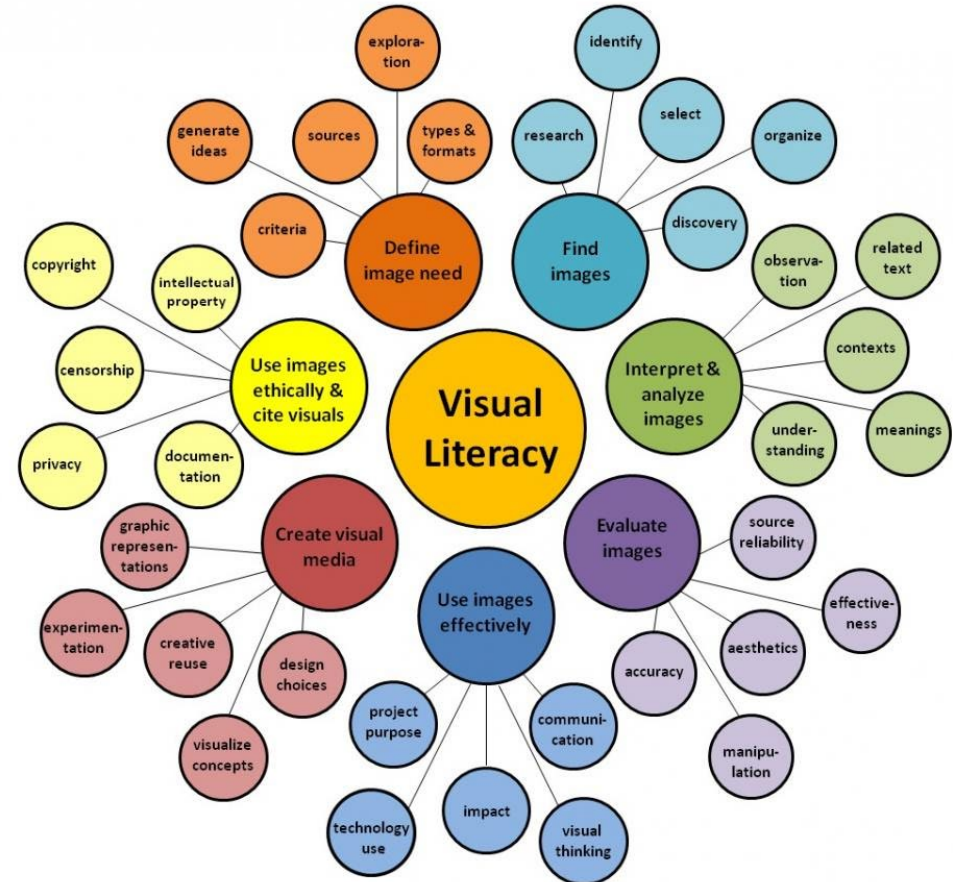 Visual
Literacy
Define
image need
explora-
tion
generate
ideas
sources
types &
formats
criteria
Find
images
identify
research
select
organize
discovery
Interpret &
analyze
images
observa-
tion
related
text
contexts
meanings
under-
standing
Evaluate
images
source
reliability
effective-
ness
aesthetics
accuracy
manipu-
lation
Use images
effectively
communi-
cation
project
purpose
impact
technology
use
visual
thinking
Create visual
media
graphic
represen-
tations
experimen-
tation
creative
reuse
design
choices
visualize
concepts
Use images
ethically &
cite visuals
copyright
intellectual
property
censorship
privacy
documen-
tation